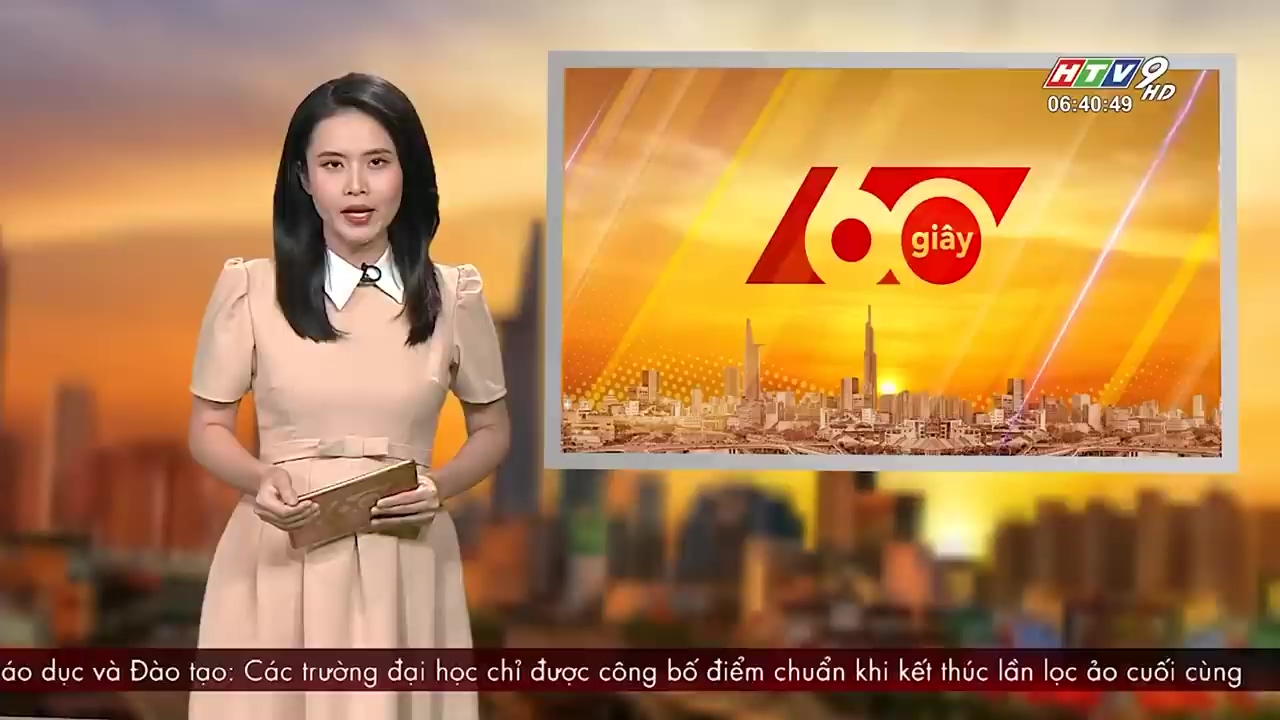 HTV9
HD
06:40:49
60
giây
áo dục và Đào tạo: Các trường đại học chỉ được công bố điểm chuẩn khi kết thúc lần lọc ảo cuối cùng